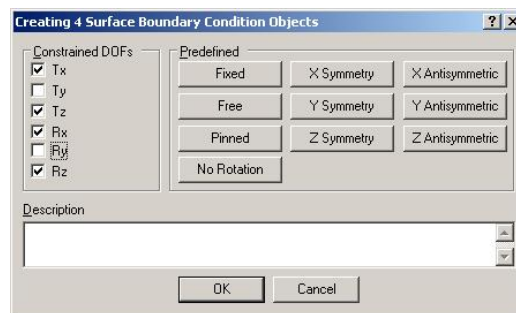 Creating 4 Surface Boundary Condition Objects
Constrained DOFs
Tx
Ty
Tz
Rx
Ry
Rz
Predefined
Fixed X Symmetry X Antisymmetric
Free Y Symmetry Y Antisymmetric
Pinned Z Symmetry Z Antisymmetric
No Rotation
Description
OK Cancel